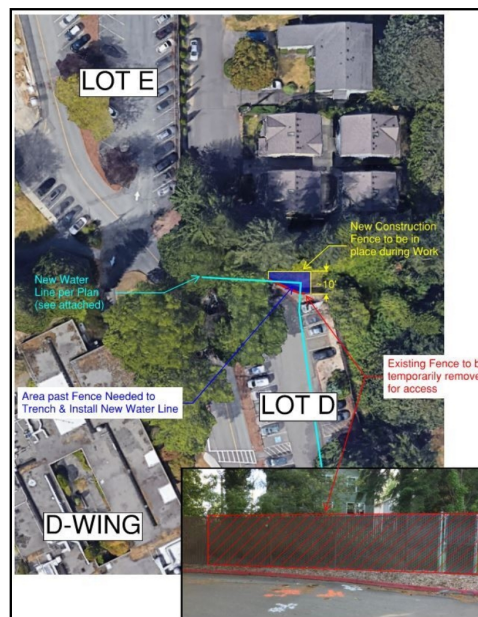 LOT E
New Construction
Fence to be in
place during Work
New Water
Line per Plan
(see attached)
10'
Existing Fence to b
temporarily remove
for access
Area past Fence Needed to
Trench & Install New Water Line
LOT D
D-WING